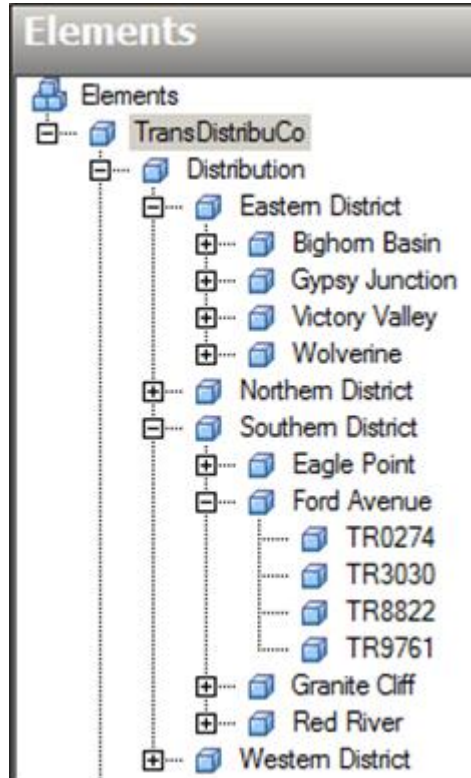 Elements
Elements
TransDistribuCo
Distribution
Eastern District
Bighorn Basin
Gypsy Junction
Victory Valley
Wolverine
Northern District
Southern District
Eagle Point
Ford Avenue
TR0274
TR3030
TR8822
TR9761
Granite Cliff
Red River
Western District